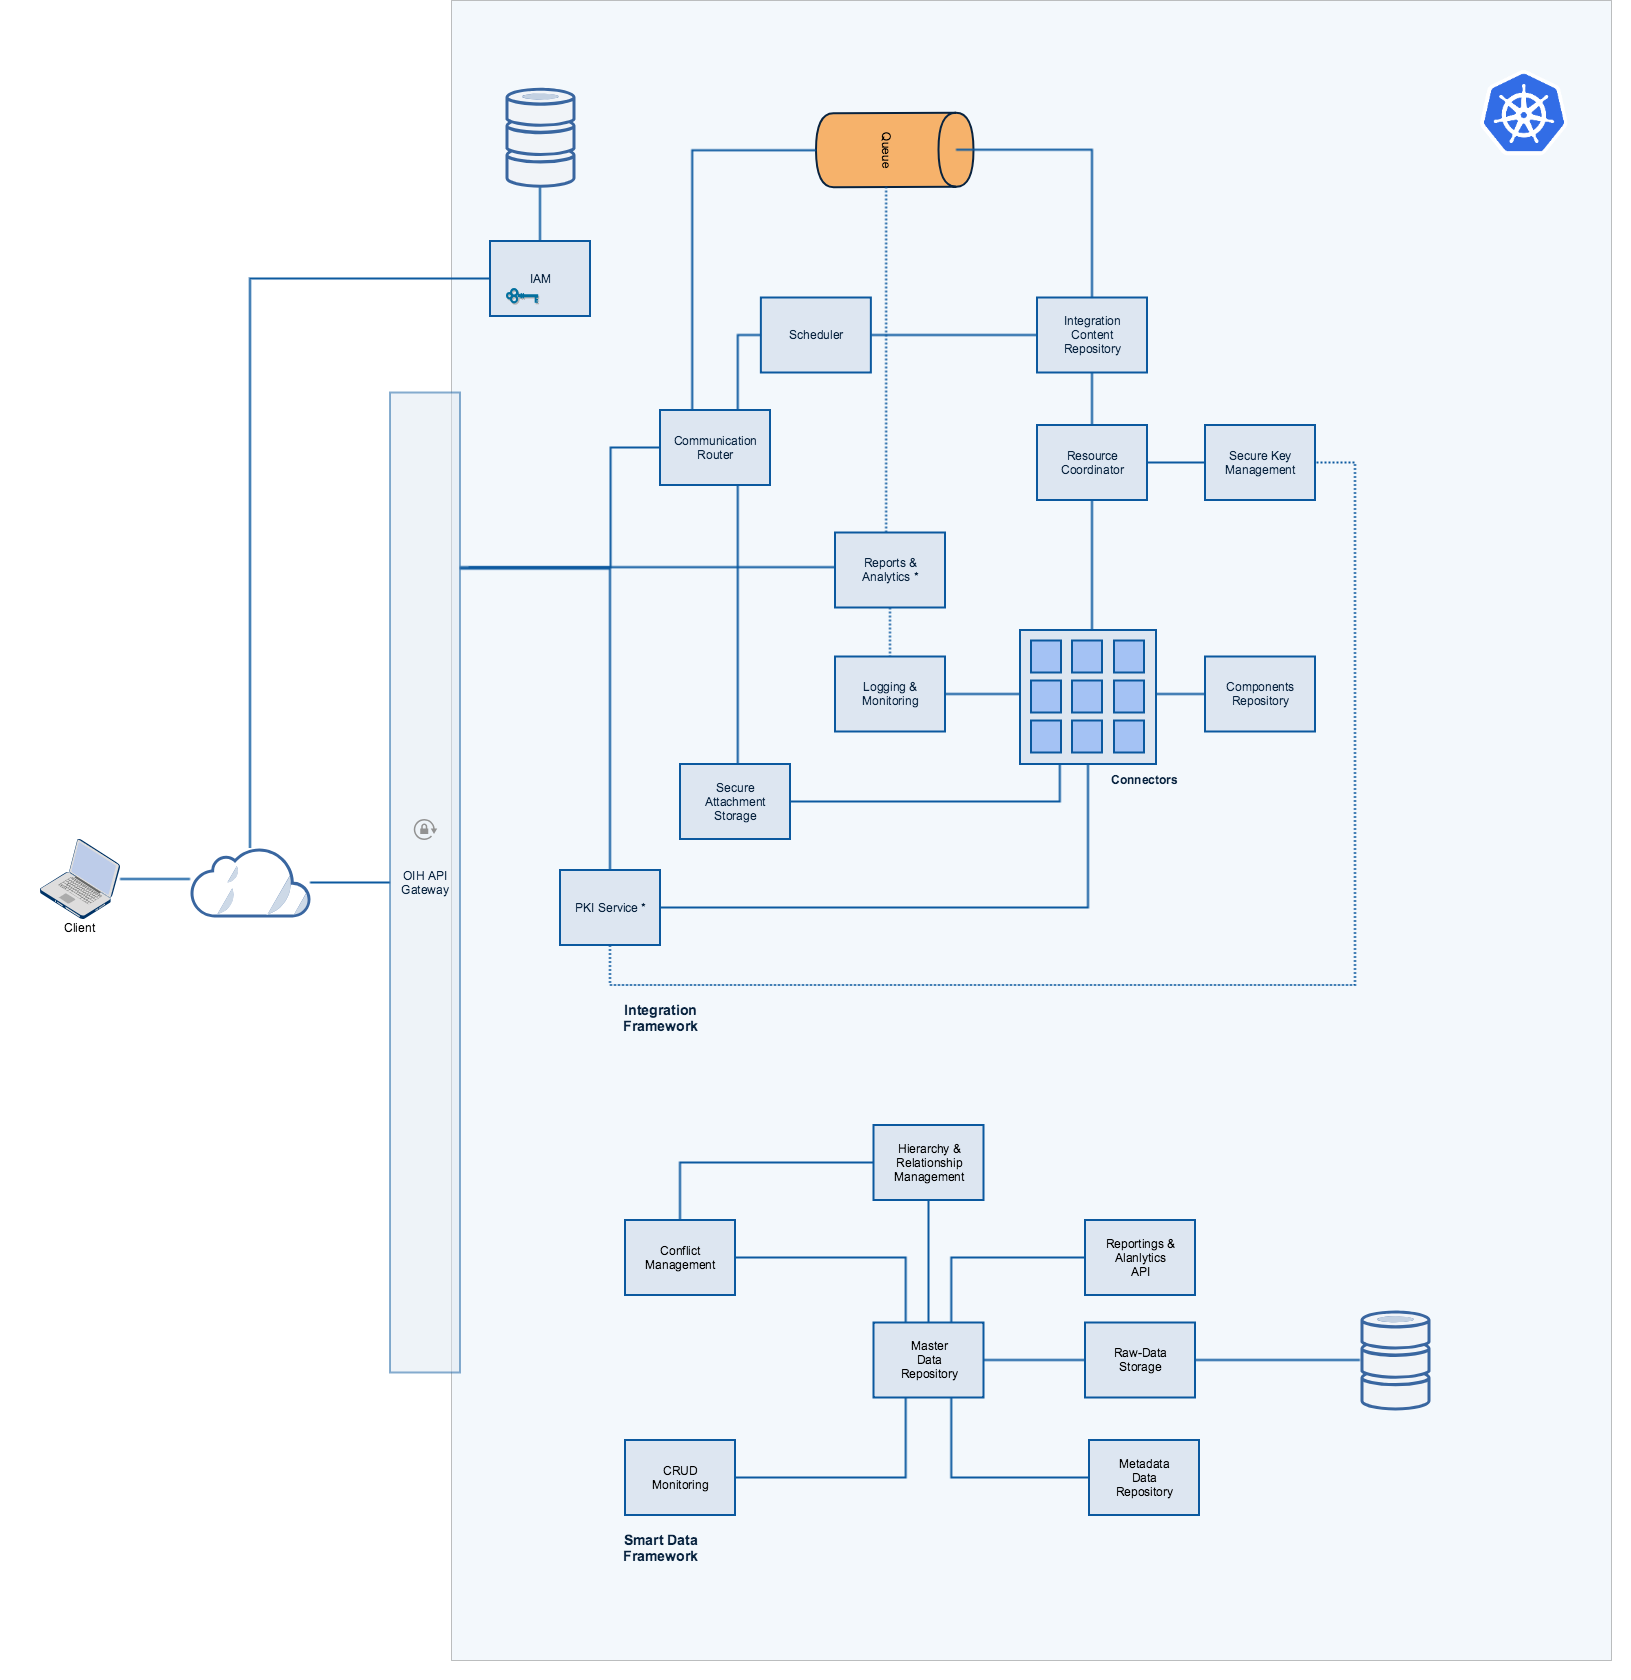 Queue
IAM
Scheduler
Integration
Content
Repository
Communication
Router
Resource
Coordinator
Secure Key
Management
Reports &
Analytics *
Logging &
Monitoring
Components
Repository
Connectors
Secure
Attachment
Storage
OIH API
Gateway
Client
PKI Service *
Integration
Framework
Hierarchy &
Relationship
Management
Conflict
Management
Reportings &
Alanlytics
API
Master
Data
Repository
Raw-Data
Storage
CRUD
Monitoring
Metadata
Data
Repository
Smart Data
Framework